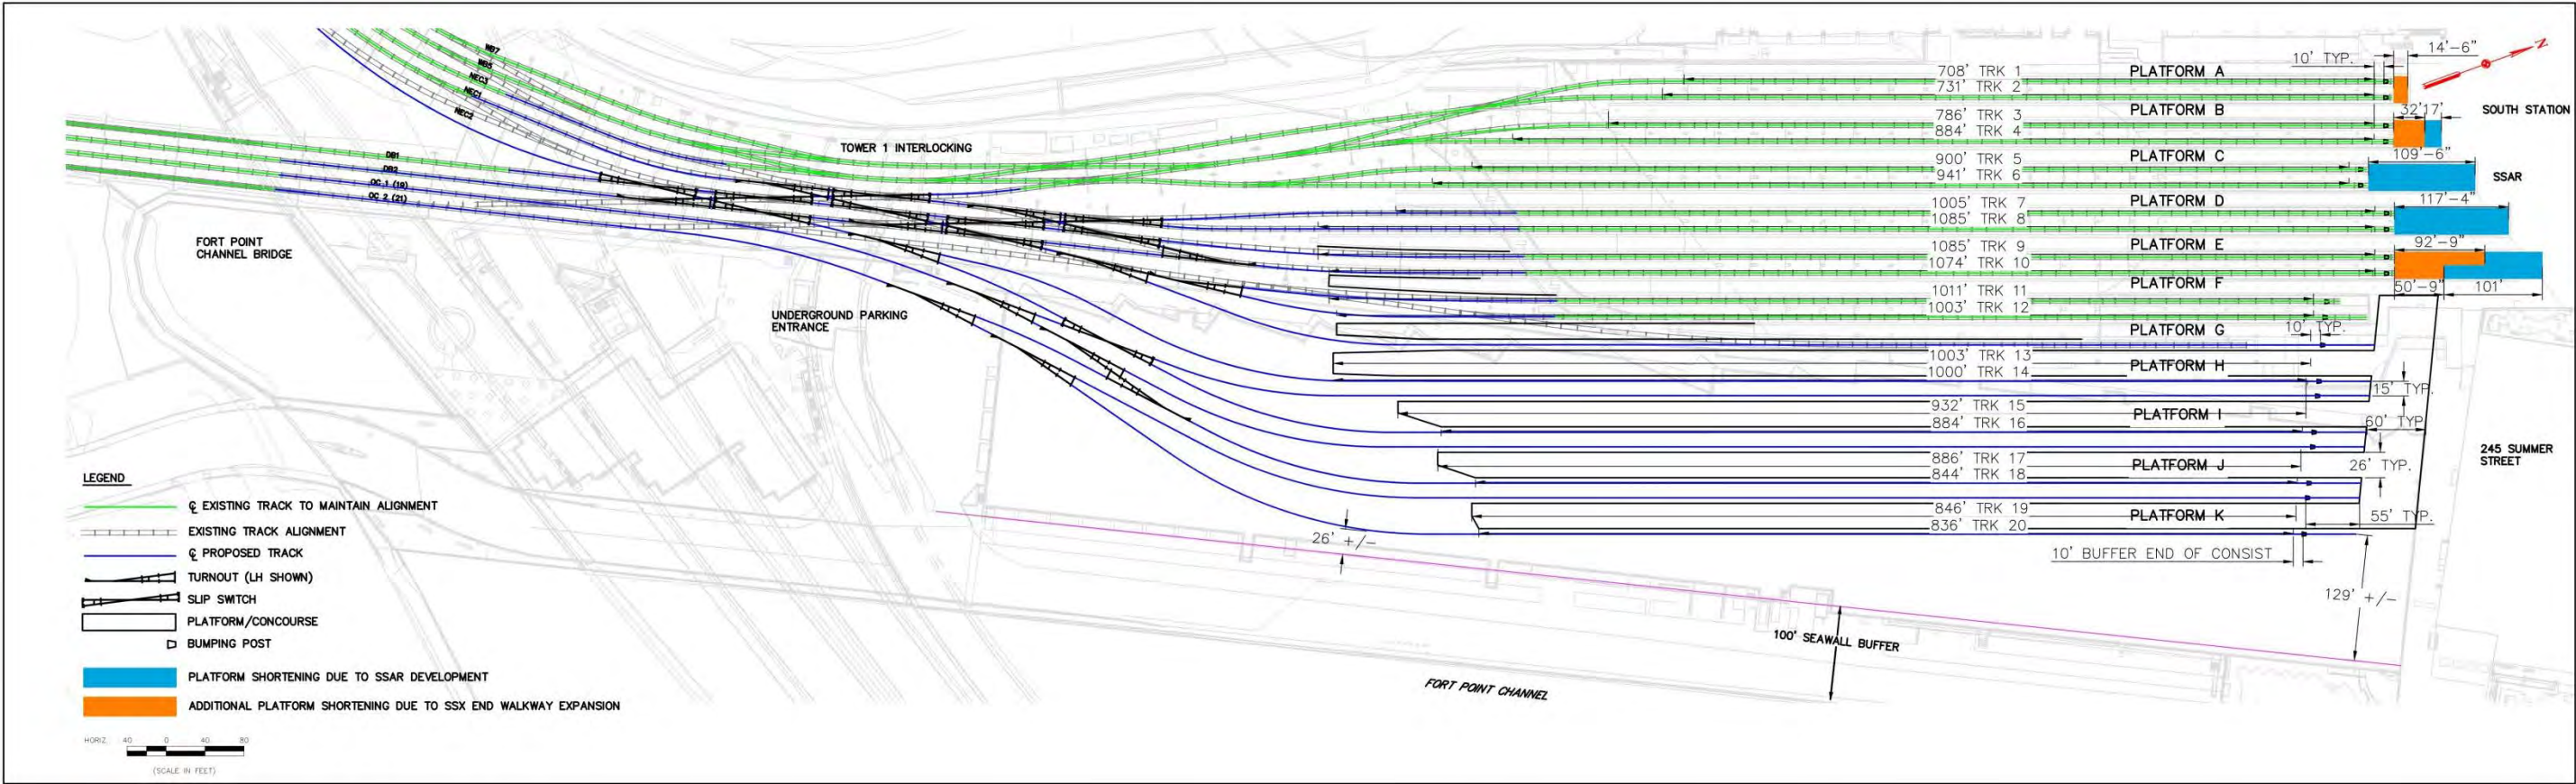 WB7
WB5
NEC3
NEC1
NEC2
DB1
DB2
OC 1 (19)
OC 2 (21)
TOWER 1 INTERLOCKING
FORT POINT
CHANNEL BRIDGE
UNDERGROUND PARKING
ENTRANCE
708' TRK 1
PLATFORM A
731' TRK 2
786' TRK 3
PLATFORM B
884' TRK 4
900' TRK 5
PLATFORM C
941' TRK 6
1005' TRK 7
PLATFORM D
1085' TRK 8
1085' TRK 9
PLATFORM E
1074' TRK 10
1011' TRK 11
PLATFORM F
1003' TRK 12
PLATFORM G
1003' TRK 13
PLATFORM H
1000' TRK 14
932' TRK 15
PLATFORM I
884' TRK 16
886' TRK 17
PLATFORM J
844' TRK 18
846' TRK 19
PLATFORM K
836' TRK 20
10' TYP.
14'-6"
N
32'
17'
SOUTH STATION
109'-6"
SSAR
117'-4"
92'-9"
50'-9"
101'
10' TYP.
15' TYP.
60' TYP
26' TYP.
55' TYP.
245 SUMMER
STREET
10' BUFFER END OF CONSIST
129' +/-
26' +/-
100' SEAWALL BUFFER
FORT POINT CHANNEL
LEGEND
℄ EXISTING TRACK TO MAINTAIN ALIGNMENT
EXISTING TRACK ALIGNMENT
℄ PROPOSED TRACK
TURNOUT (LH SHOWN)
SLIP SWITCH
PLATFORM/CONCOURSE
BUMPING POST
PLATFORM SHORTENING DUE TO SSAR DEVELOPMENT
ADDITIONAL PLATFORM SHORTENING DUE TO SSX END WALKWAY EXPANSION
HORIZ. 40 0 40 80
(SCALE IN FEET)